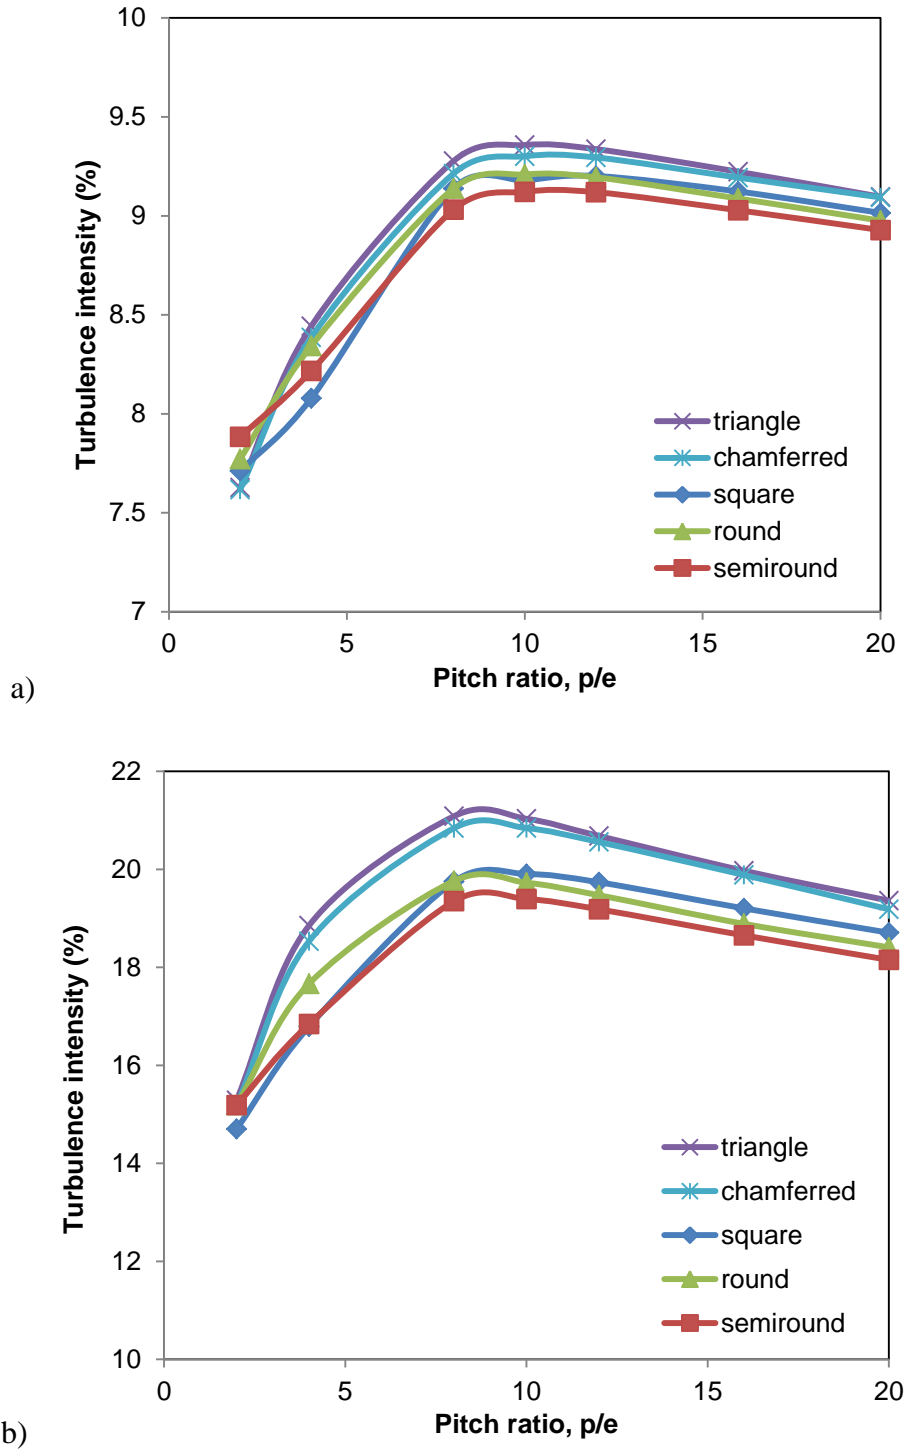 10
9.5
9
8.5
8
7.5
7
Turbulence intensity (%)
triangle
chamferred
square
round
semiround
0
5
10
15
20
Pitch ratio, p/e
a)
22
20
18
16
14
12
10
Turbulence intensity (%)
triangle
chamferred
square
round
semiround
0
5
10
15
20
Pitch ratio, p/e
b)